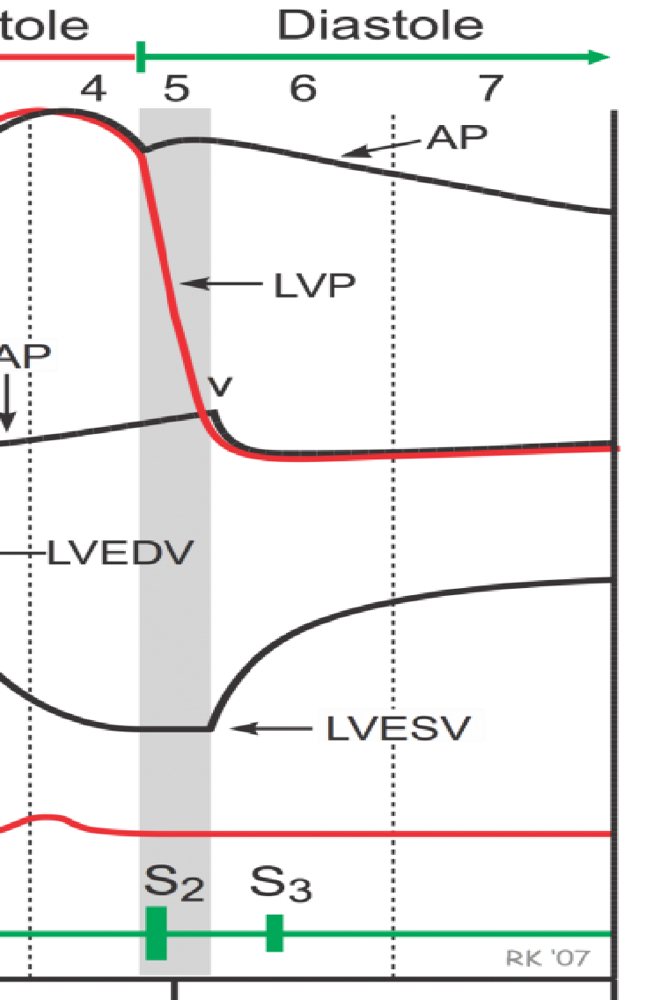 tole Diastole
4 5 6 7
AP
LVP
AP
v
LVEDV
LVESV
S2 S3
RK '07